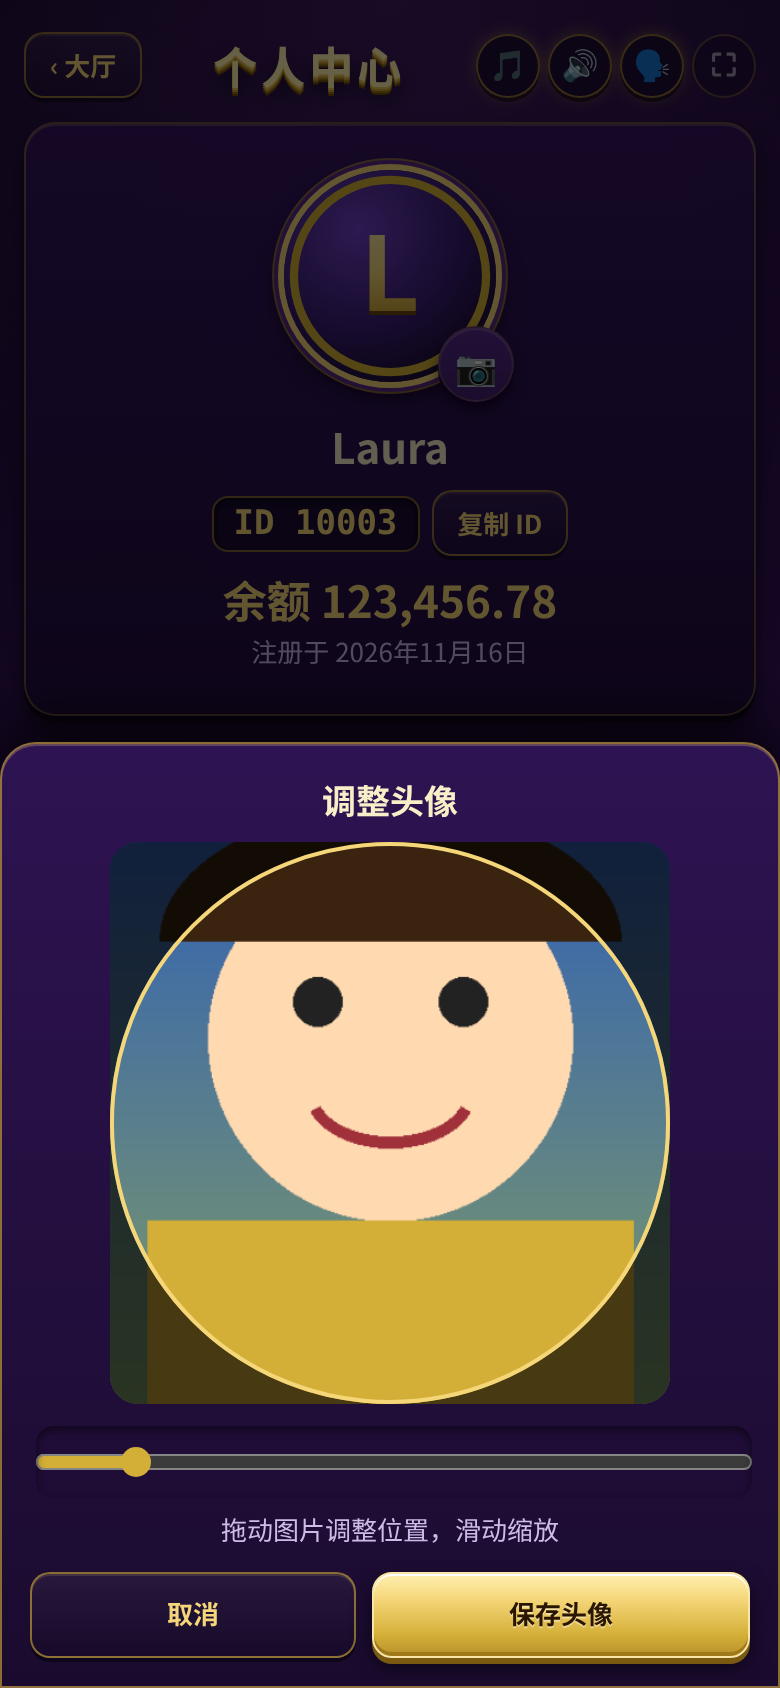 ‹ 大厅
个人中心
L
Laura
ID 10003
复制 ID
余额 123,456.78
注册于 2026年11月16日
调整头像
拖动图片调整位置，滑动缩放
取消
保存头像